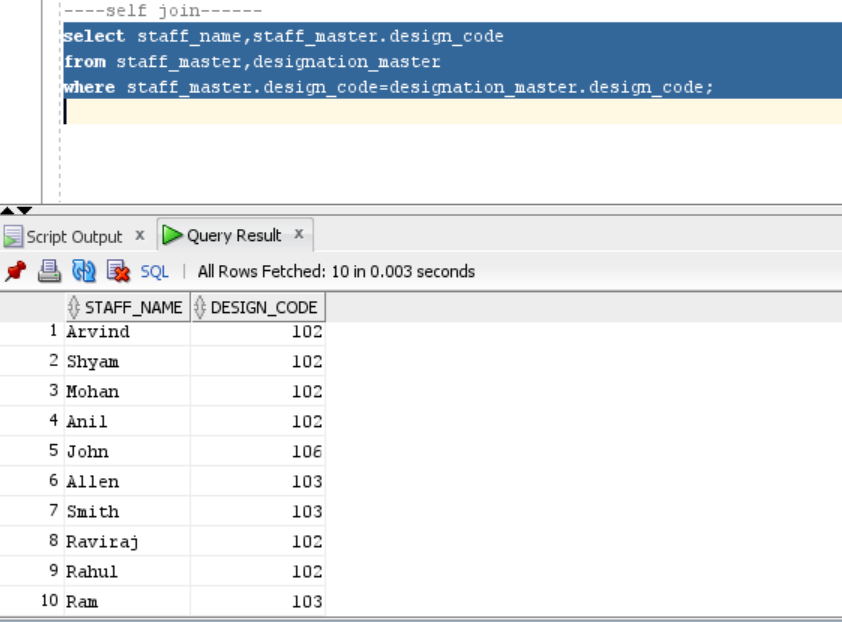 ----self join------
select staff_name,staff_master.design_code
from staff_master,designation_master
where staff_master.design_code=designation_master.design_code;
Script Output x Query Result x
SQL | All Rows Fetched: 10 in 0.003 seconds
STAFF_NAME DESIGN_CODE
1 Arvind 102
2 Shyam 102
3 Mohan 102
4 Anil 102
5 John 106
6 Allen 103
7 Smith 103
8 Raviraj 102
9 Rahul 102
10 Ram 103